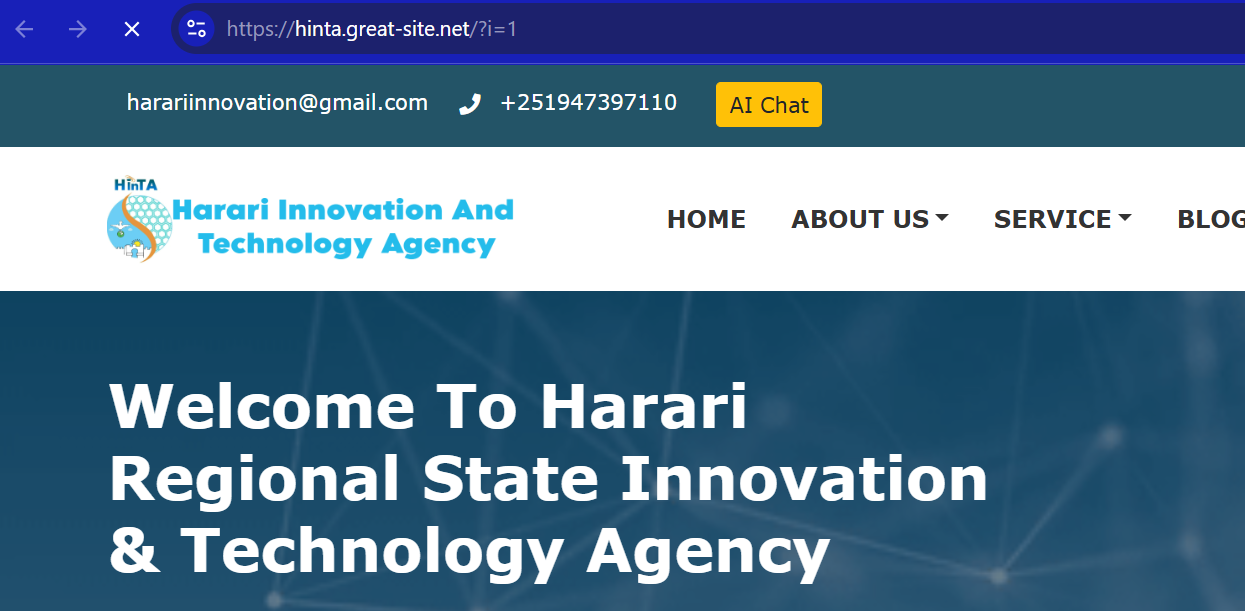 https://hinta.great-site.net/?i=1
harariinnovation@gmail.com +251947397110 AI Chat
HinTA
Harari Innovation And
Technology Agency
HOME ABOUT US SERVICE BLOG
Welcome To Harari
Regional State Innovation
& Technology Agency